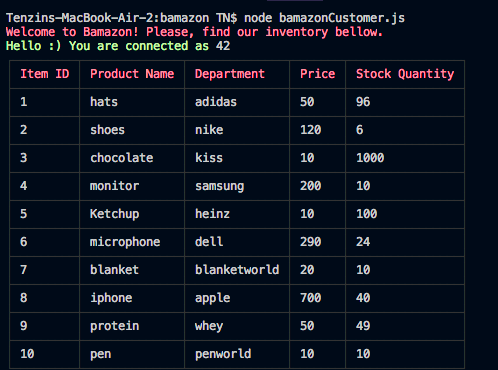 Tenzins-MacBook-Air-2:bamazon TN$ node bamazonCustomer.js
Welcome to Bamazon! Please, find our inventory bellow.
Hello :) You are connected as 42
Item ID Product Name Department Price Stock Quantity
1 hats adidas 50 96
2 shoes nike 120 6
3 chocolate kiss 10 1000
4 monitor samsung 200 10
5 Ketchup heinz 10 100
6 microphone dell 290 24
7 blanket blanketworld 20 10
8 iphone apple 700 40
9 protein whey 50 49
10 pen penworld 10 10